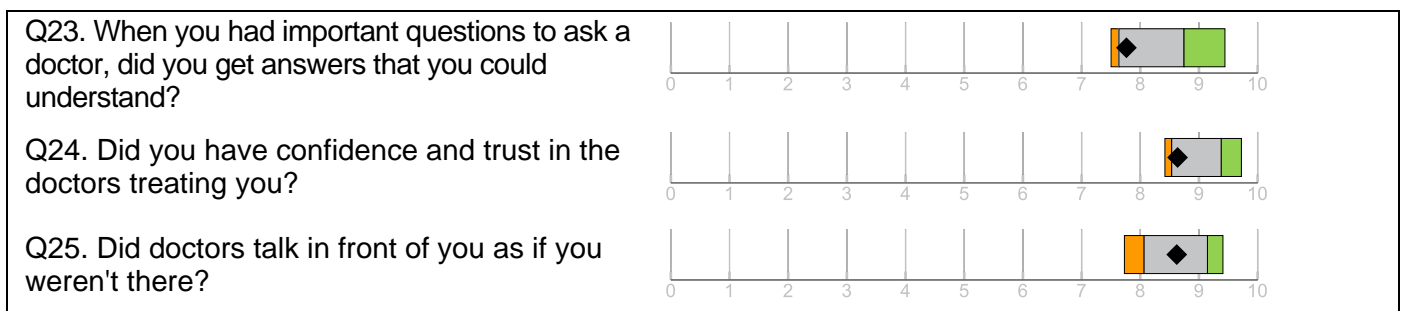 Q23. When you had important questions to ask a
doctor, did you get answers that you could
understand?
0 1 2 3 4 5 6 7 8 9 10
Q24. Did you have confidence and trust in the
doctors treating you?
0 1 2 3 4 5 6 7 8 9 10
Q25. Did doctors talk in front of you as if you
weren't there?
0 1 2 3 4 5 6 7 8 9 10